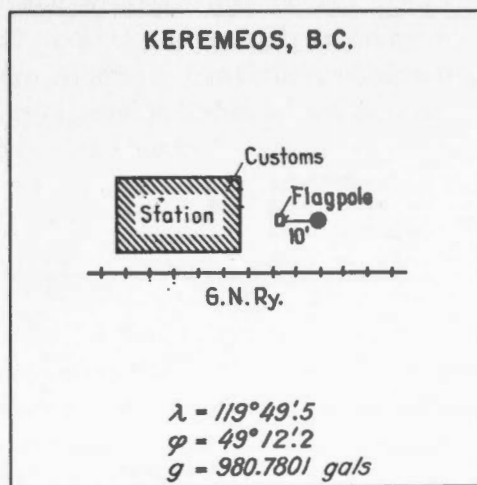 KEREMEOS, B.C.
Customs
Station
Flagpole
10'
G.N.Ry.
λ = 119°49'.5
φ = 49°12'.2
g = 980.7801 gals